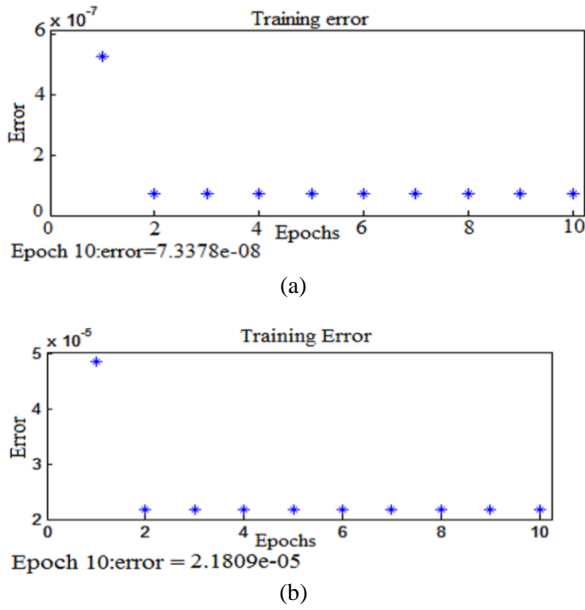 6 × 10-7
Training error
4
2
0
Error
0 2 4 6 8 10
Epochs
Epoch 10:error=7.3378e-08
(a)
5 × 10-5
Training Error
4
3
2
Error
0 2 4 6 8 10
Epochs
Epoch 10:error = 2.1809e-05
(b)